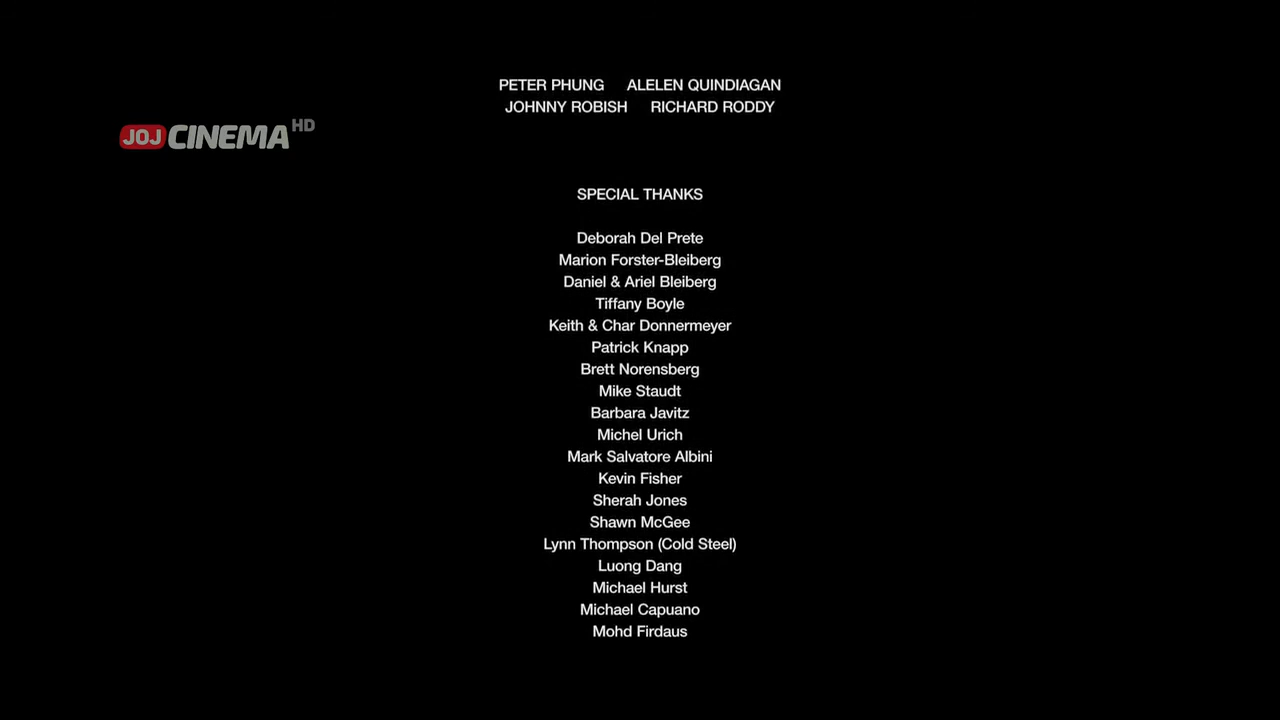 PETER PHUNG ALELEN QUINDIAGAN
JOHNNY ROBISH RICHARD RODDY
JOJ CINEMA HD
SPECIAL THANKS
Deborah Del Prete
Marion Forster-Bleiberg
Daniel & Ariel Bleiberg
Tiffany Boyle
Keith & Char Donnermeyer
Patrick Knapp
Brett Norensberg
Mike Staudt
Barbara Javitz
Michel Urich
Mark Salvatore Albini
Kevin Fisher
Sherah Jones
Shawn McGee
Lynn Thompson (Cold Steel)
Luong Dang
Michael Hurst
Michael Capuano
Mohd Firdaus